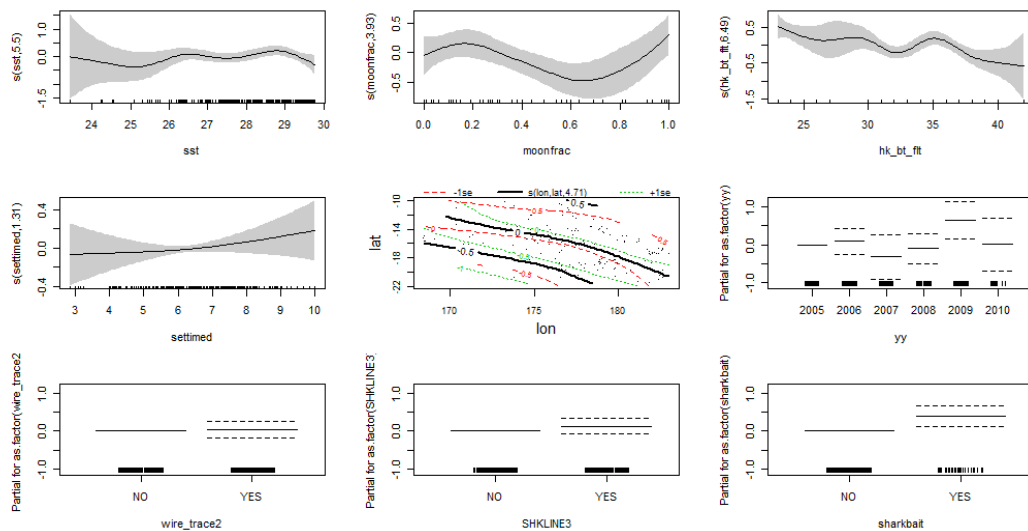 s(sst,5.5)
-1.5 0.0 1.0
24 25 26 27 28 29 30
sst
s(moonfrac,3.93)
-0.5 0.0 0.5
0.0 0.2 0.4 0.6 0.8 1.0
moonfrac
s(hk_bt_flt,6.49)
-1.5 -0.5 0.5
25 30 35 40
hk_bt_flt
s(settimed,1.31)
-0.4 0.0 0.4
3 4 5 6 7 8 9 10
settimed
-1se s(lon,lat,4.71) +1se
lat
-22 -18 -14 -10
170 175 180
lon
Partial for as.factor(yy)
-1.0 0.0 1.0
2005 2006 2007 2008 2009 2010
yy
Partial for as.factor(wire_trace2)
-1.0 0.0 1.0
NO YES
wire_trace2
Partial for as.factor(SHKLINE3)
-1.0 0.0 1.0
NO YES
SHKLINE3
Partial for as.factor(sharkbait)
-1.0 0.0 1.0
NO YES
sharkbait